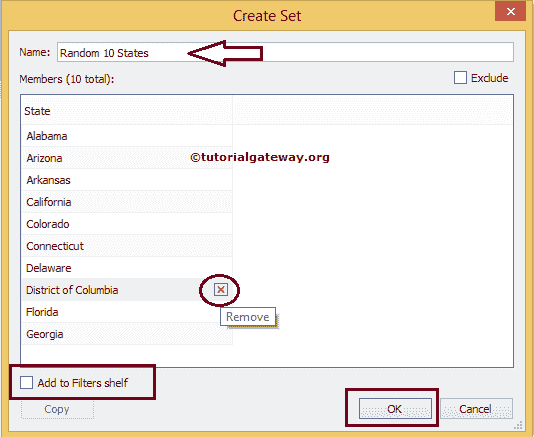 Create Set
Name: Random 10 States
Members (10 total): Exclude
State
Alabama
Arizona
©tutorialgateway.org
Arkansas
California
Colorado
Connecticut
Delaware
District of Columbia
Remove
Florida
Georgia
Add to Filters shelf
Copy OK Cancel